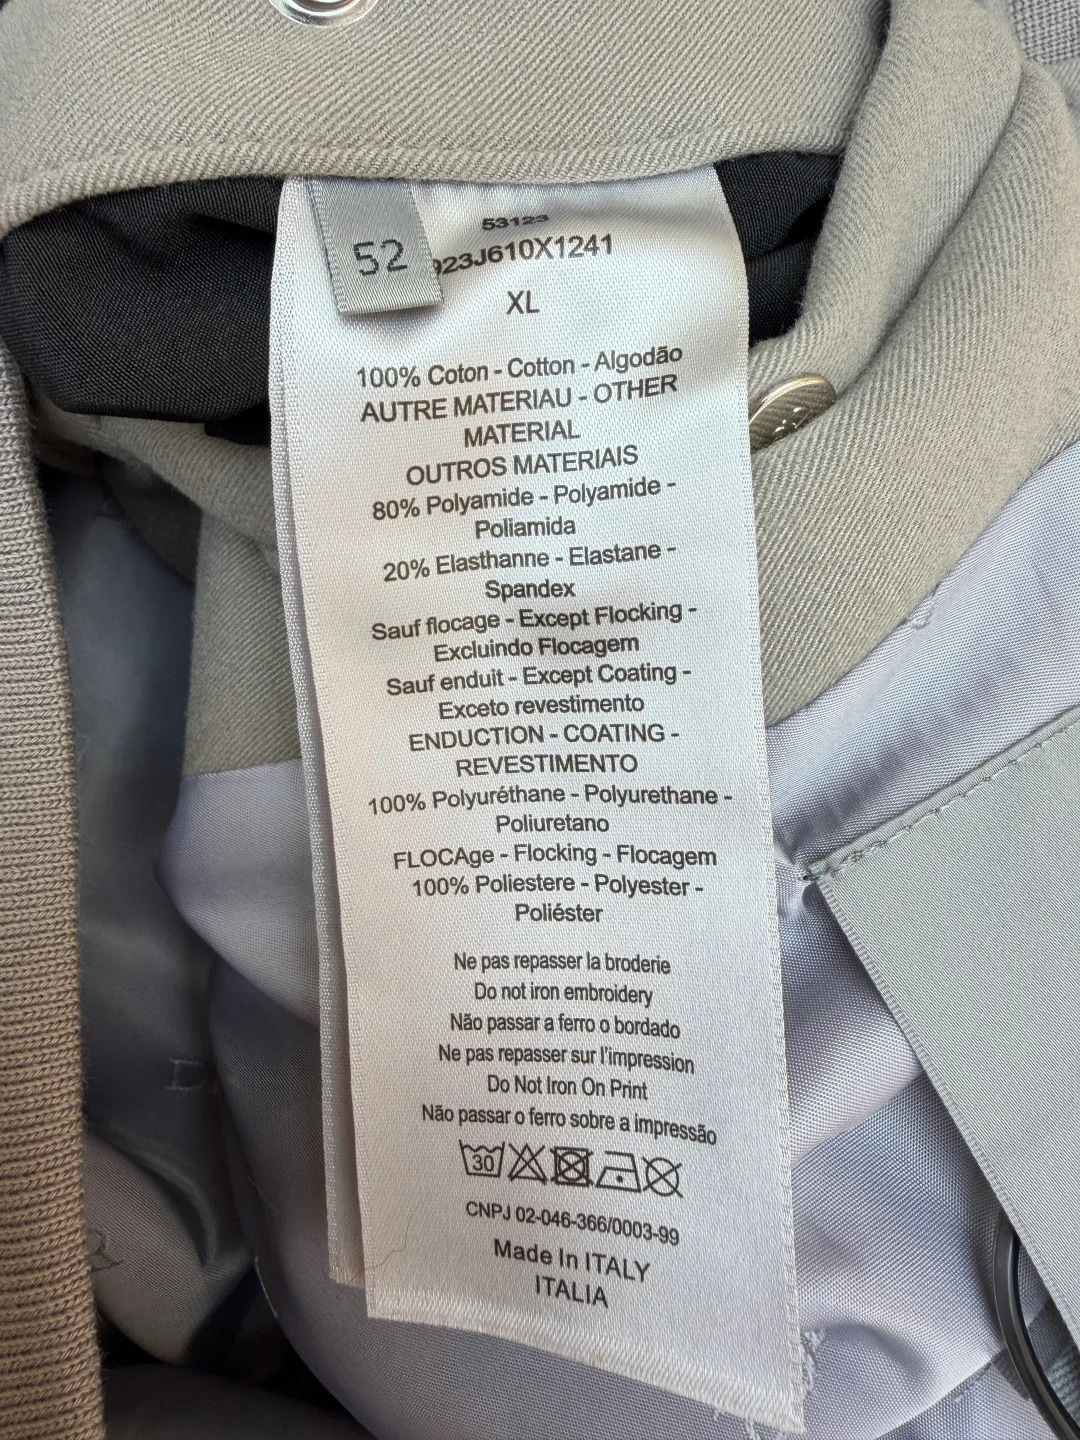 53123
52
923J610X1241
XL
100% Coton - Cotton - Algodão
AUTRE MATERIAU - OTHER
MATERIAL
OUTROS MATERIAIS
80% Polyamide - Polyamide -
Poliamida
20% Elasthanne - Elastane -
Spandex
Sauf flocage - Except Flocking -
Excluindo Flocagem
Sauf enduit - Except Coating -
Exceto revestimento
ENDUCTION - COATING -
REVESTIMENTO
100% Polyuréthane - Polyurethane -
Poliuretano
FLOCAge - Flocking - Flocagem
100% Poliestere - Polyester -
Poliéster
Ne pas repasser la broderie
Do not iron embroidery
Não passar a ferro o bordado
Ne pas repasser sur l'impression
Do Not Iron On Print
Não passar o ferro sobre a impressão
30
CNPJ 02-046-366/0003-99
Made In ITALY
ITALIA